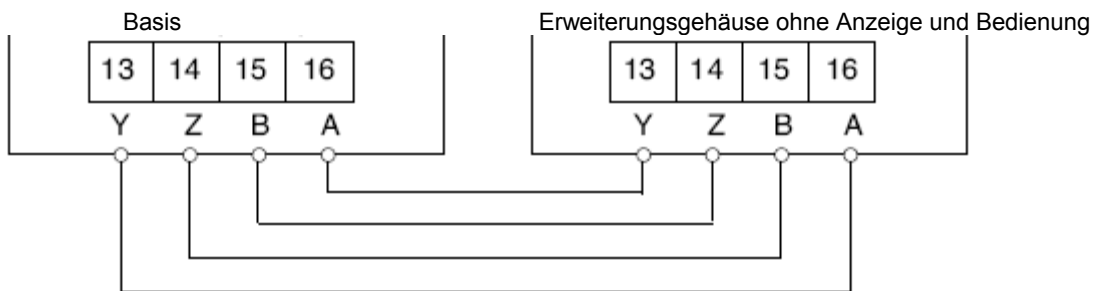 Basis Erweiterungsgehäuse ohne Anzeige und Bedienung
13 14 15 16 13 14 15 16
Y Z B A Y Z B A